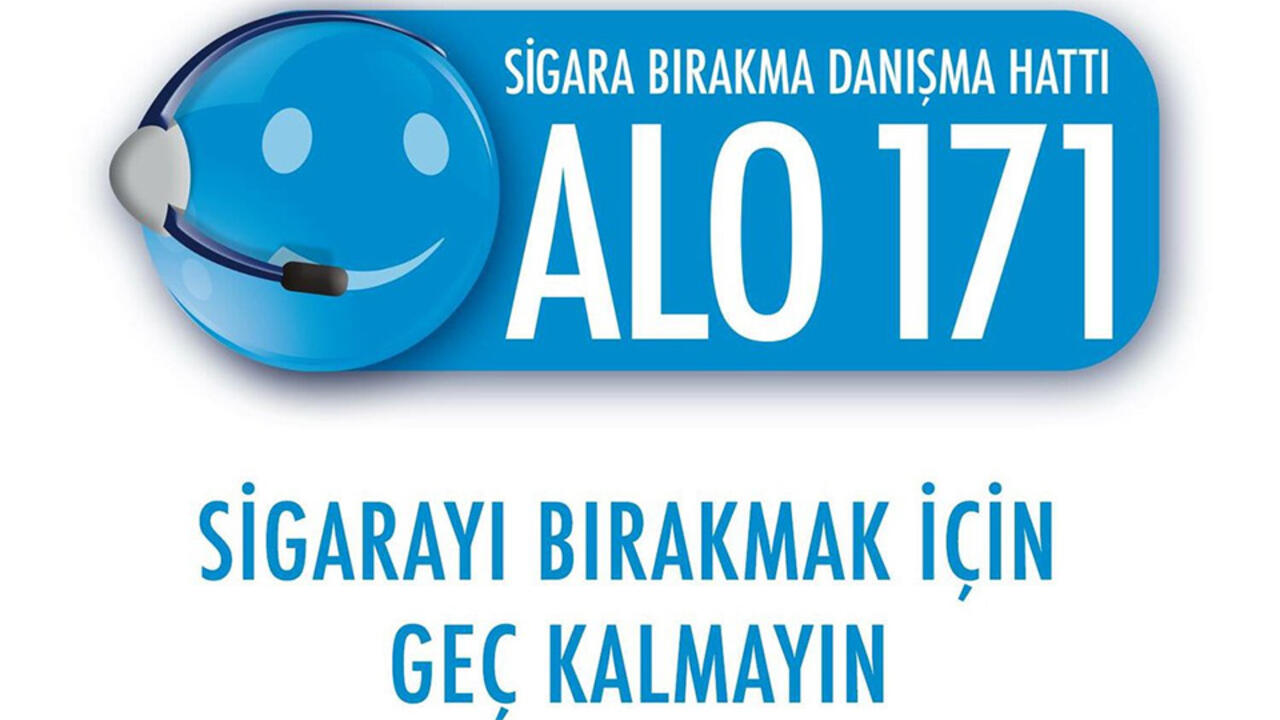 SİGARA BIRAKMA DANIŞMA HATTI
ALO 171
SİGARAYI BIRAKMAK İÇİN
GEÇ KALMAYIN